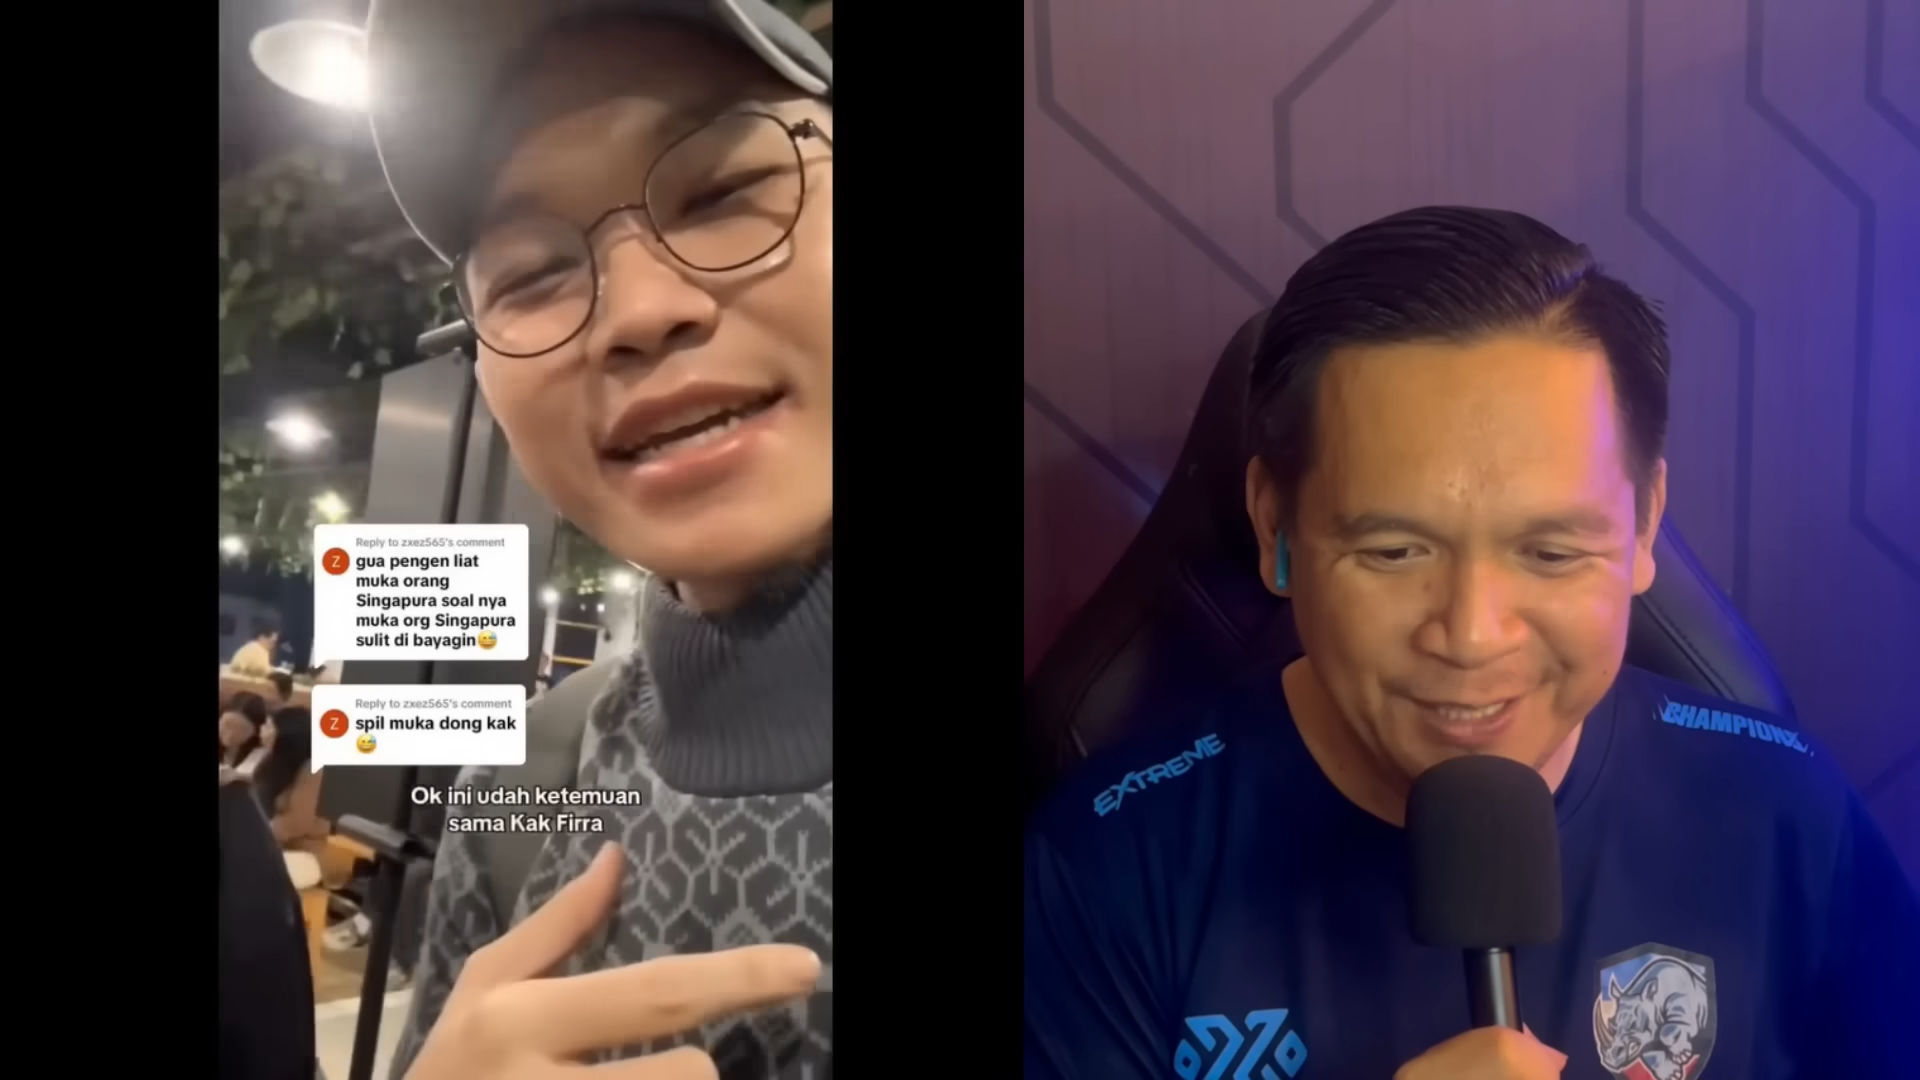 Reply to zxez565's comment
Z
gua pengen liat
muka orang
Singapura soal nya
muka org Singapura
sulit di bayagin😅
Reply to zxez565's comment
Z
spil muka dong kak
😅
Ok ini udah ketemuan
sama Kak Firra
EXTREME
CHAMPIONX